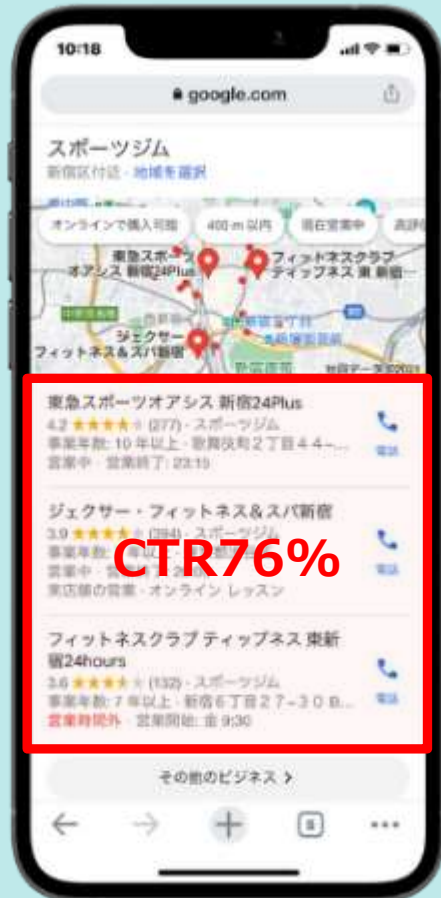 10:18
google.com
スポーツジム
新宿区付近・地域を選択
オンラインで購入可能
400 m 以内
現在営業中
東急スポーツ
オアシス 新宿24Plus
フィットネスクラブ
ティップネス 東新宿…
ジェクサー
フィットネス&スパ新宿
東急スポーツオアシス 新宿24Plus
4.2 (277)・スポーツジム
事業年数: 10 年以上・歌舞伎町2丁目44−...
営業中・営業終了: 23:15
電話
ジェクサー・フィットネス&スパ新宿
3.9 (394)・スポーツジム
事業年数:
営業中
来店型の営業・オンライン レッスン
電話
CTR76%
フィットネスクラブ ティップネス 東新
宿24hours
3.6 (132)・スポーツジム
事業年数: 7 年以上・新宿6丁目27−30 B...
営業時間外・営業開始: 金 9:30
電話
その他のビジネス